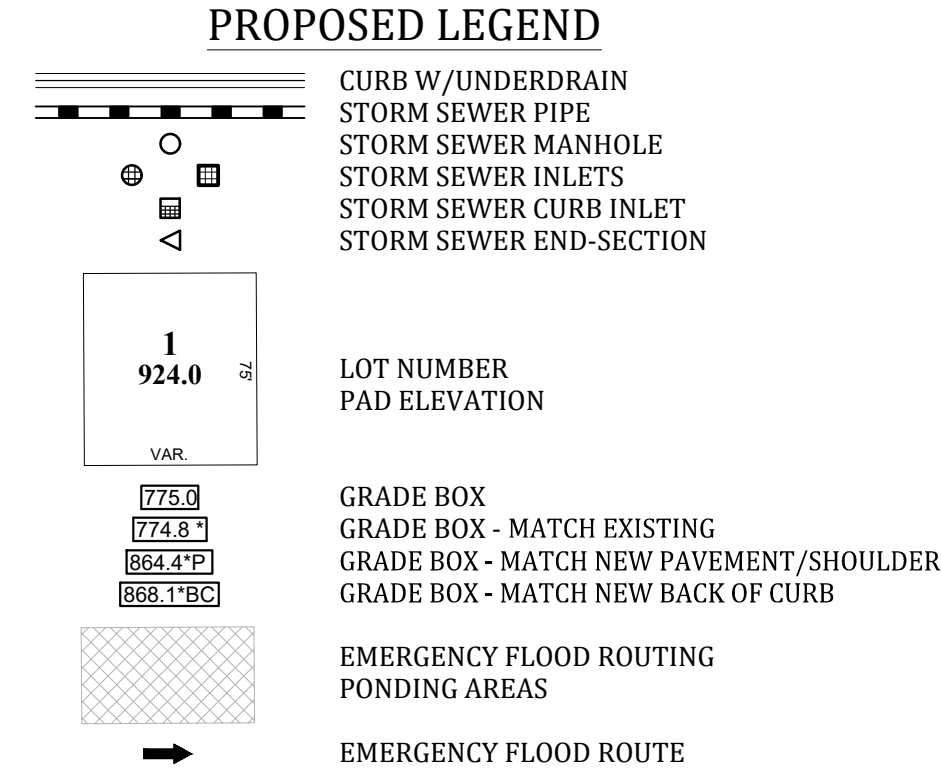 PROPOSED LEGEND
CURB W/UNDERDRAIN
STORM SEWER PIPE
STORM SEWER MANHOLE
STORM SEWER INLETS
STORM SEWER CURB INLET
STORM SEWER END-SECTION
1
924.0
75'
VAR.
LOT NUMBER
PAD ELEVATION
775.0 GRADE BOX
774.8 * GRADE BOX - MATCH EXISTING
864.4*P GRADE BOX - MATCH NEW PAVEMENT/SHOULDER
868.1*BC GRADE BOX - MATCH NEW BACK OF CURB
EMERGENCY FLOOD ROUTING
PONDING AREAS
EMERGENCY FLOOD ROUTE